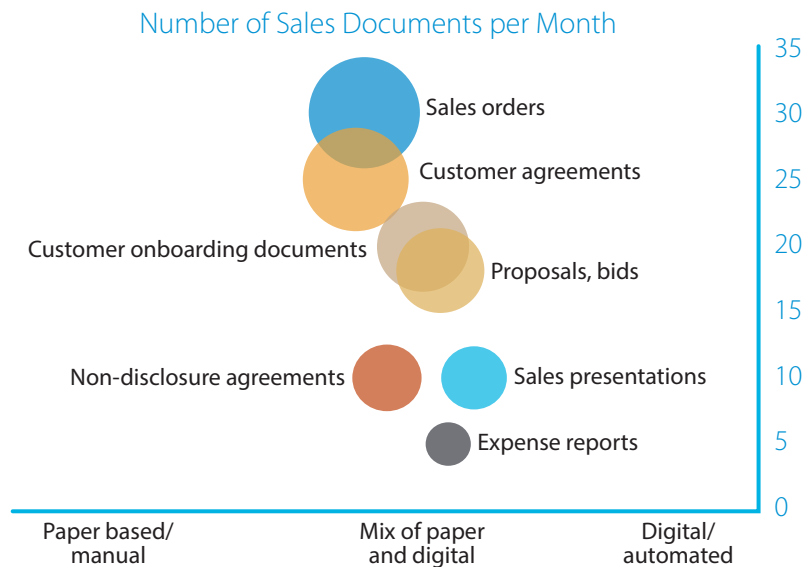 Number of Sales Documents per Month
35
Sales orders
30
Customer agreements
25
Customer onboarding documents
20
Proposals, bids
15
Non-disclosure agreements
Sales presentations
10
Expense reports
5
0
Paper based/
manual
Mix of paper
and digital
Digital/
automated